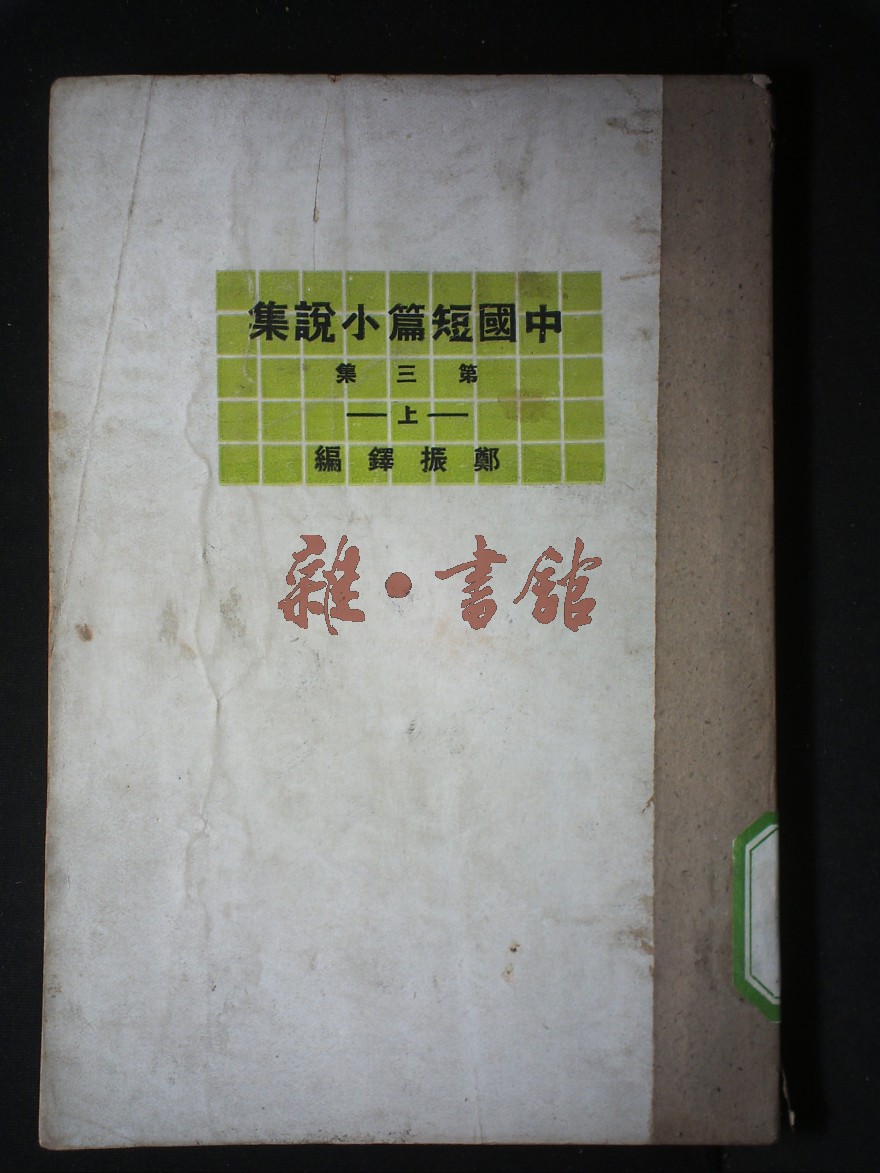 中國短篇小說集
第三集
—上—
鄭振鐸編
雜·書館